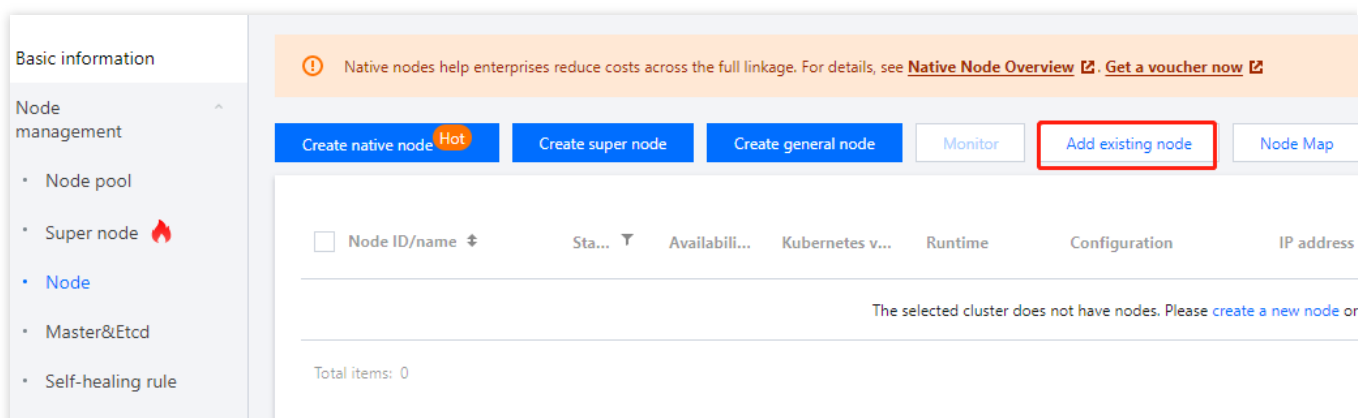 Basic information
Native nodes help enterprises reduce costs across the full linkage. For details, see Native Node Overview . Get a voucher now
Node
management
Create native node Hot
Create super node
Create general node
Monitor
Add existing node
Node Map
Node pool
Super node
Node ID/name
Sta...
Availabili...
Kubernetes v...
Runtime
Configuration
IP address
Node
The selected cluster does not have nodes. Please create a new node or
Master&Etcd
Total items: 0
Self-healing rule